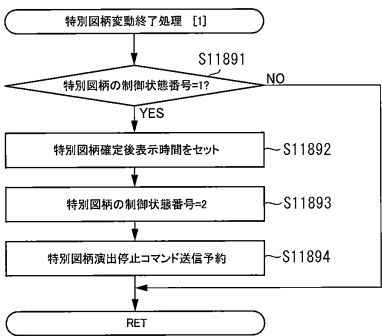 特別図柄変動終了処理 [1]
S11891
特別図柄の制御状態番号=1?
NO
YES
特別図柄確定後表示時間をセット
S11892
特別図柄の制御状態番号=2
S11893
特別図柄演出停止コマンド送信予約
S11894
RET